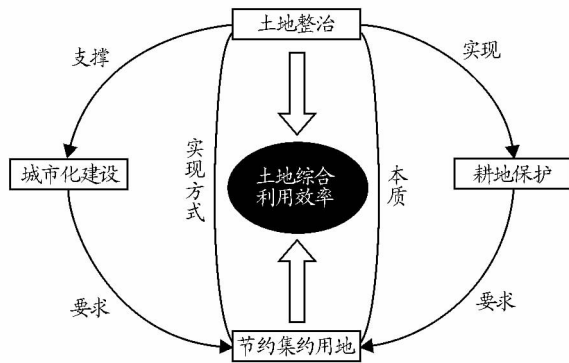 土地整治
支撑
实现
城市化建设
实现方式
土地综合
利用效率
本质
耕地保护
要求
要求
节约集约用地